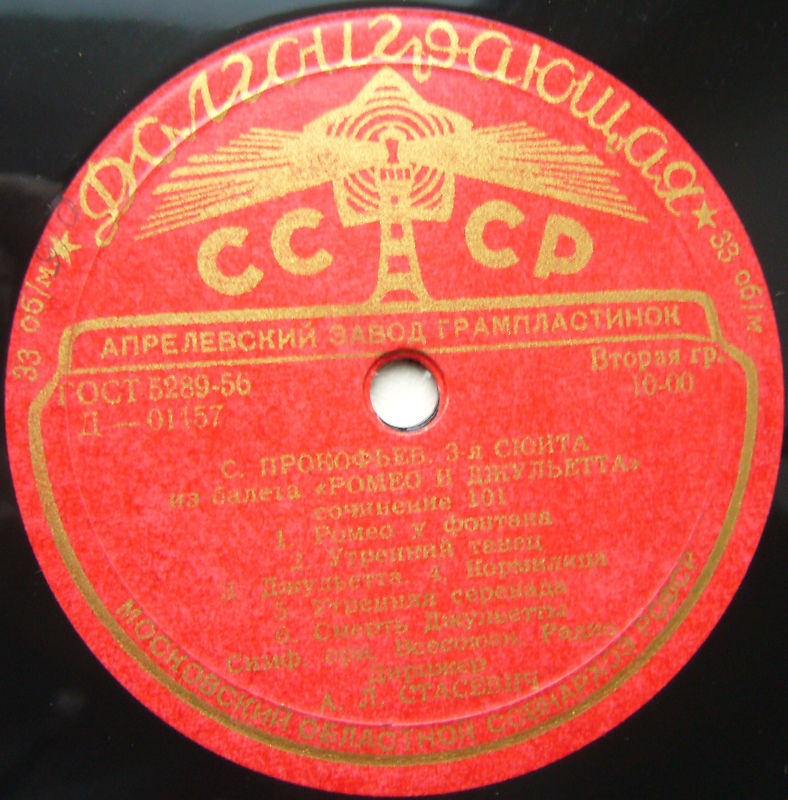 Долгоиграющая
33 об/м. ★
★ 33 об/м.
СССР
АПРЕЛЕВСКИЙ ЗАВОД ГРАМПЛАСТИНОК
ГОСТ 5289-56
Вторая гр.
Д — 01457
10-00
С. ПРОКОФЬЕВ. 3-я СЮИТА
из балета «РОМЕО И ДЖУЛЬЕТТА»
сочинение 101
1. Ромео у фонтана
2. Утренний танец
3. Джульетта. 4. Кормилица
5. Утренняя серенада
6. Смерть Джульетты
Симф. орк. Всесоюзн. Радио
Дирижер
А. Л. СТАСЕВИЧ
МОСКОВСКИЙ ОБЛАСТНОЙ СОВНАРХОЗ РСФСР